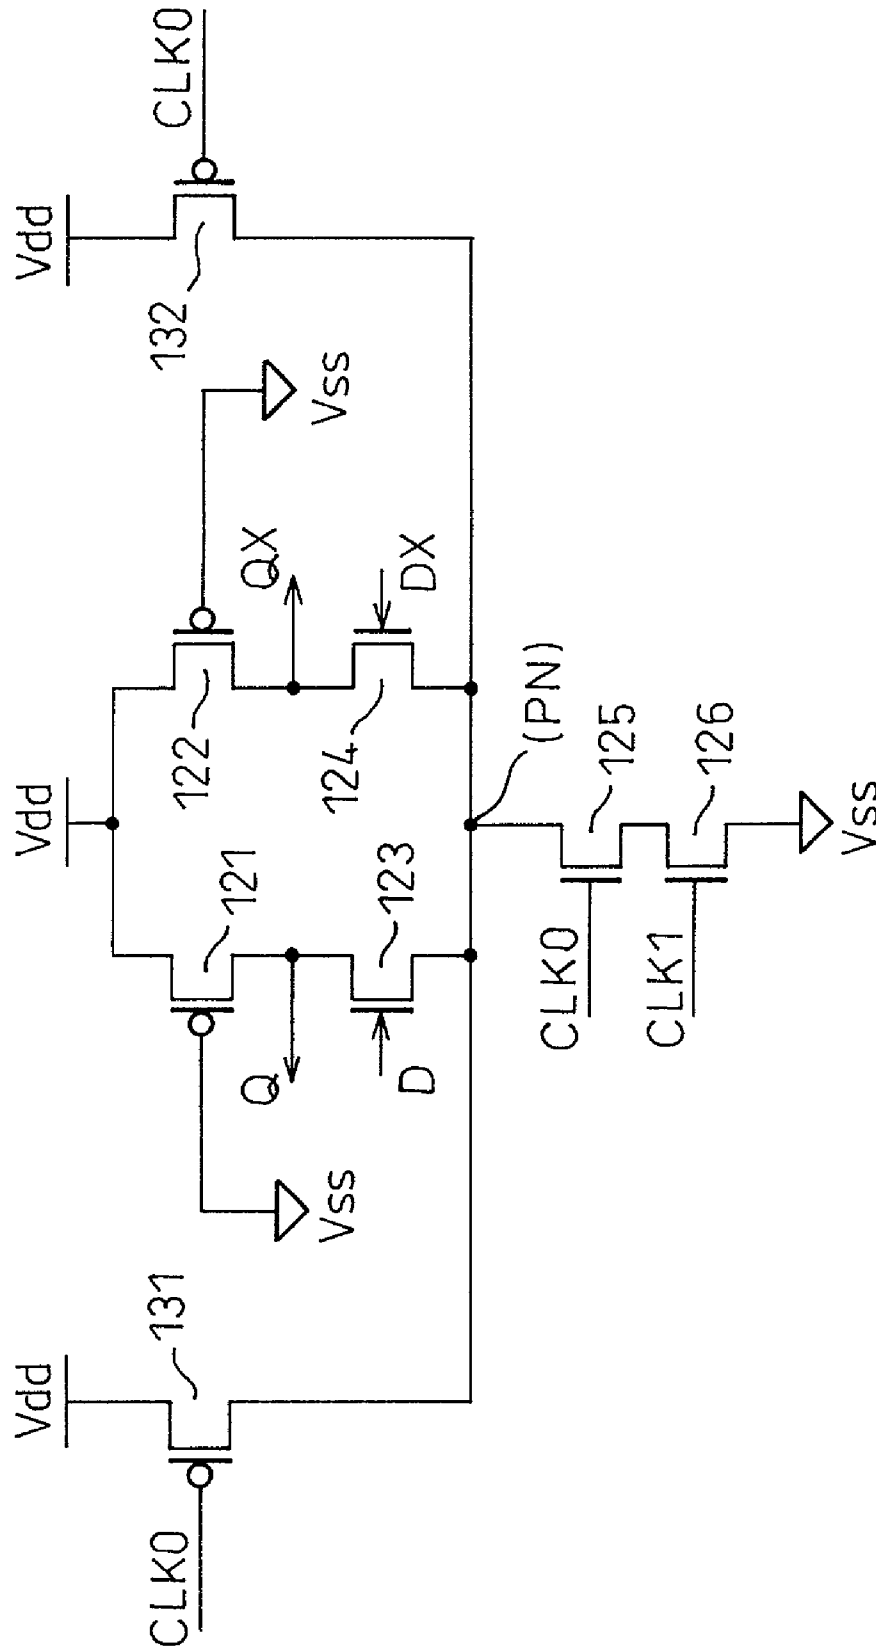 Vdd
Vdd
Vdd
CLK0
131
132
CLK0
122
121
Q
QX
Vss
Vss
124
123
D
DX
(PN)
CLK0
125
CLK1
126
Vss